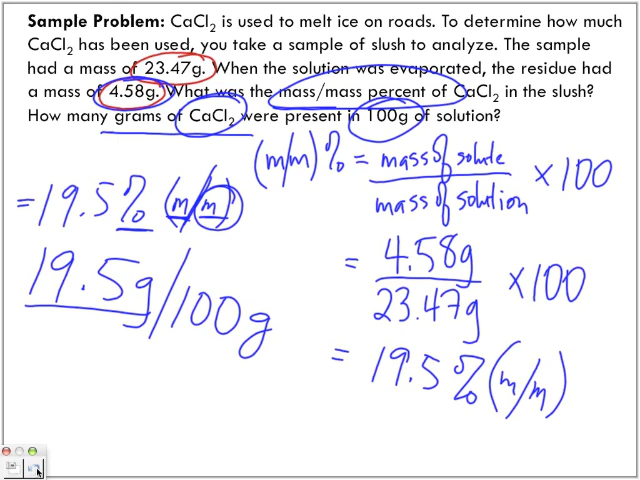 Sample Problem: CaCl₂ is used to melt ice on roads. To determine how much
CaCl₂ has been used, you take a sample of slush to analyze. The sample
had a mass of 23.47g. When the solution was evaporated, the residue had
a mass of 4.58g. What was the mass/mass percent of CaCl₂ in the slush?
How many grams of CaCl₂ were present in 100g of solution?
(m/m) % = mass of solute / mass of solution × 100
= 4.58g / 23.47g × 100
= 19.5 % (m/m)
= 19.5 % (m/m)
19.5g/100g